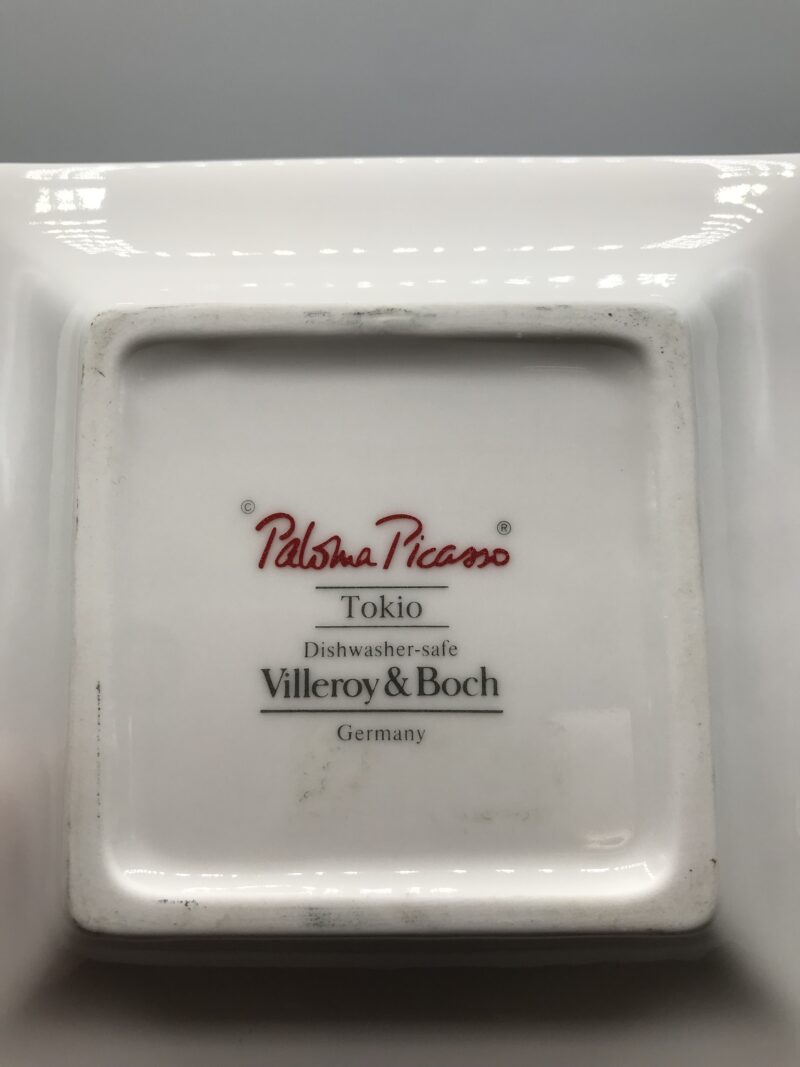 © Paloma Picasso ®
Tokio
Dishwasher-safe
Villeroy & Boch
Germany